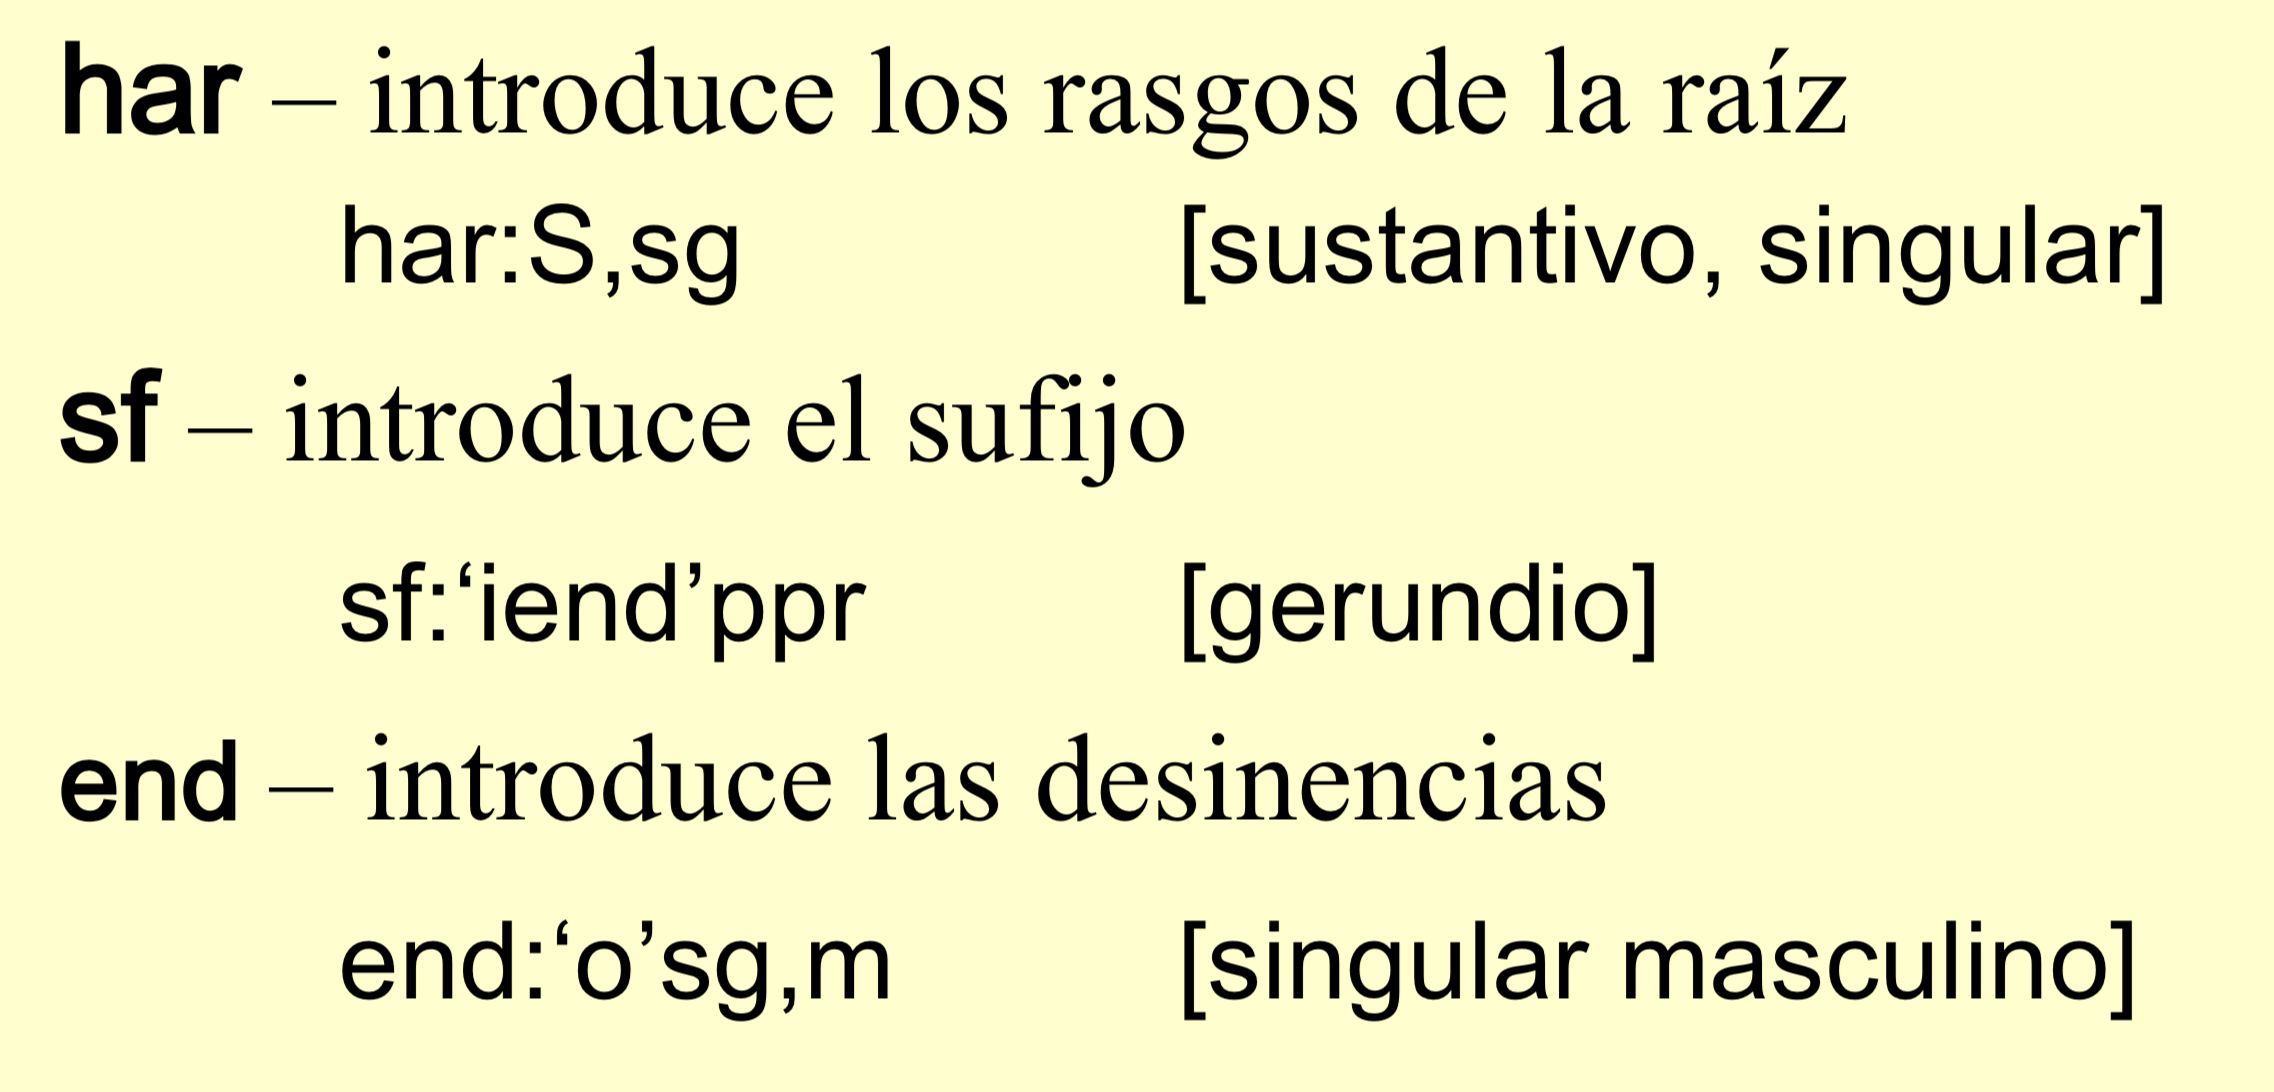 har – introduce los rasgos de la raíz
har:S,sg [sustantivo, singular]
sf – introduce el sufijo
sf:‘iend’ppr [gerundio]
end – introduce las desinencias
end:‘o’sg,m [singular masculino]